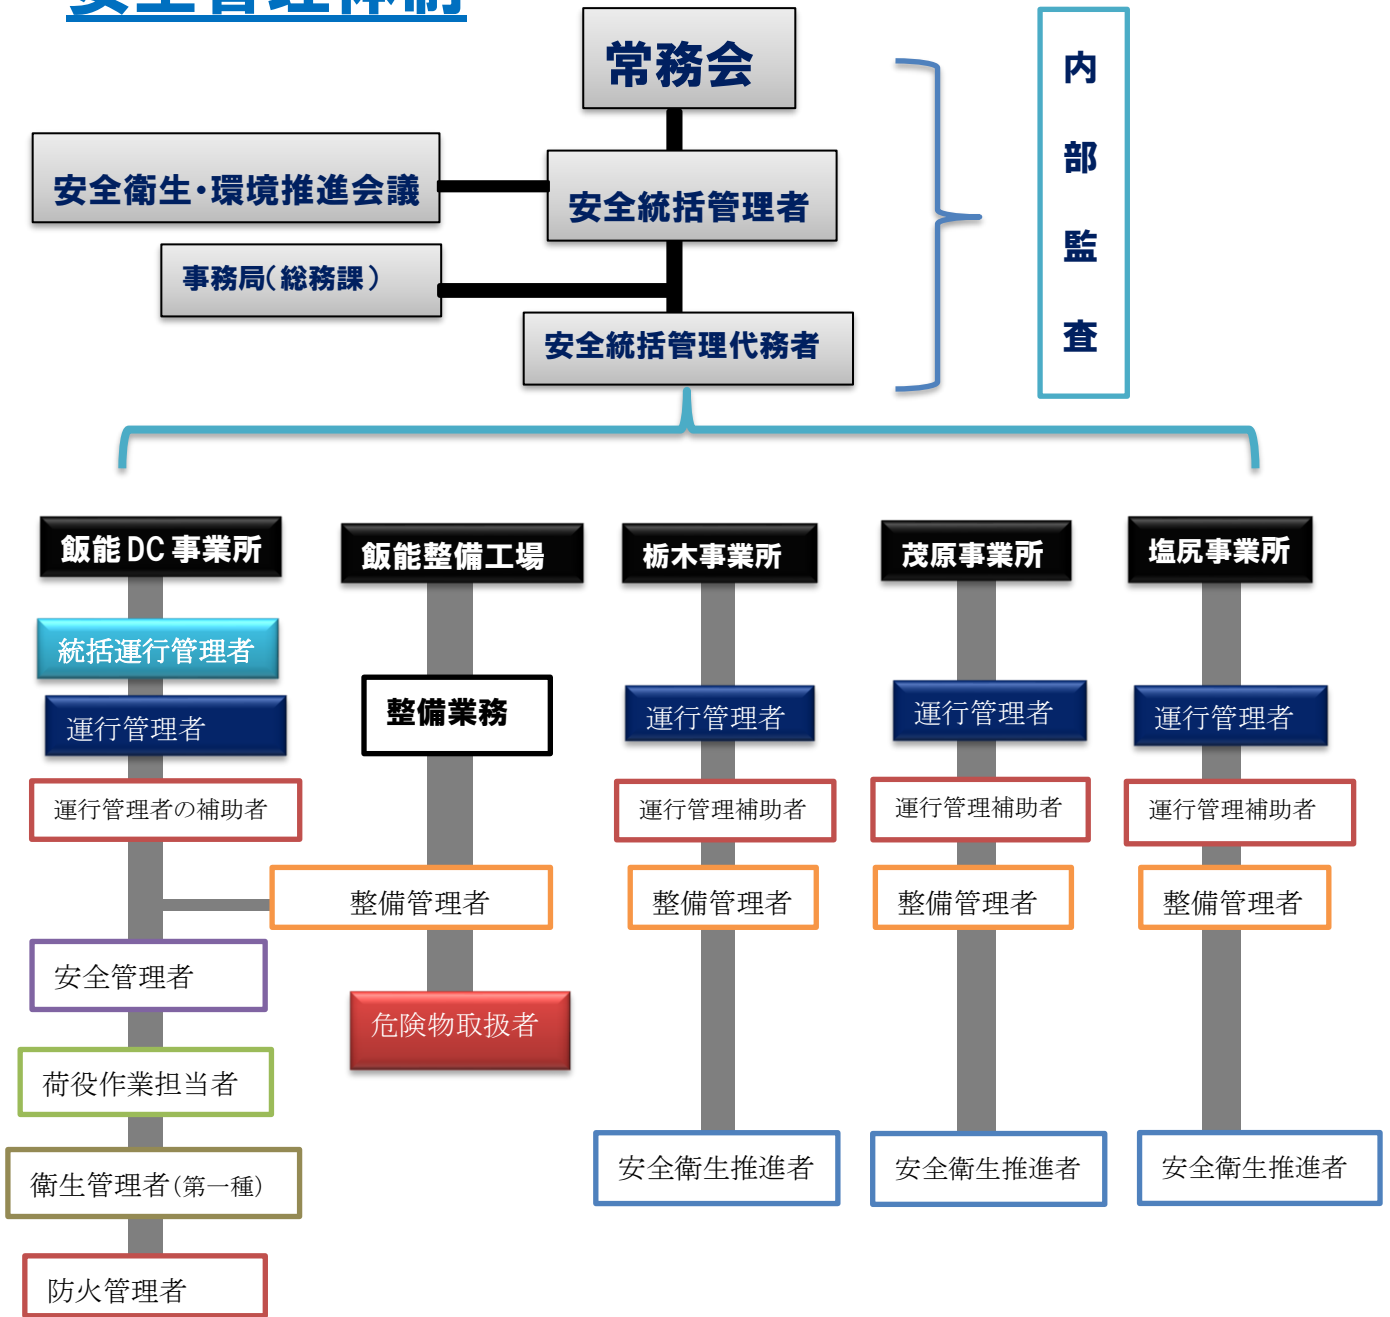 安全管理体制
常務会
安全衛生・環境推進会議
安全統括管理者
事務局（総務課）
安全統括管理代務者
内部監査
飯能DC事業所
統括運行管理者
運行管理者
運行管理者の補助者
安全管理者
荷役作業担当者
衛生管理者（第一種）
防火管理者
飯能整備工場
整備業務
整備管理者
危険物取扱者
栃木事業所
運行管理者
運行管理補助者
整備管理者
安全衛生推進者
茂原事業所
運行管理者
運行管理補助者
整備管理者
安全衛生推進者
塩尻事業所
運行管理者
運行管理補助者
整備管理者
安全衛生推進者